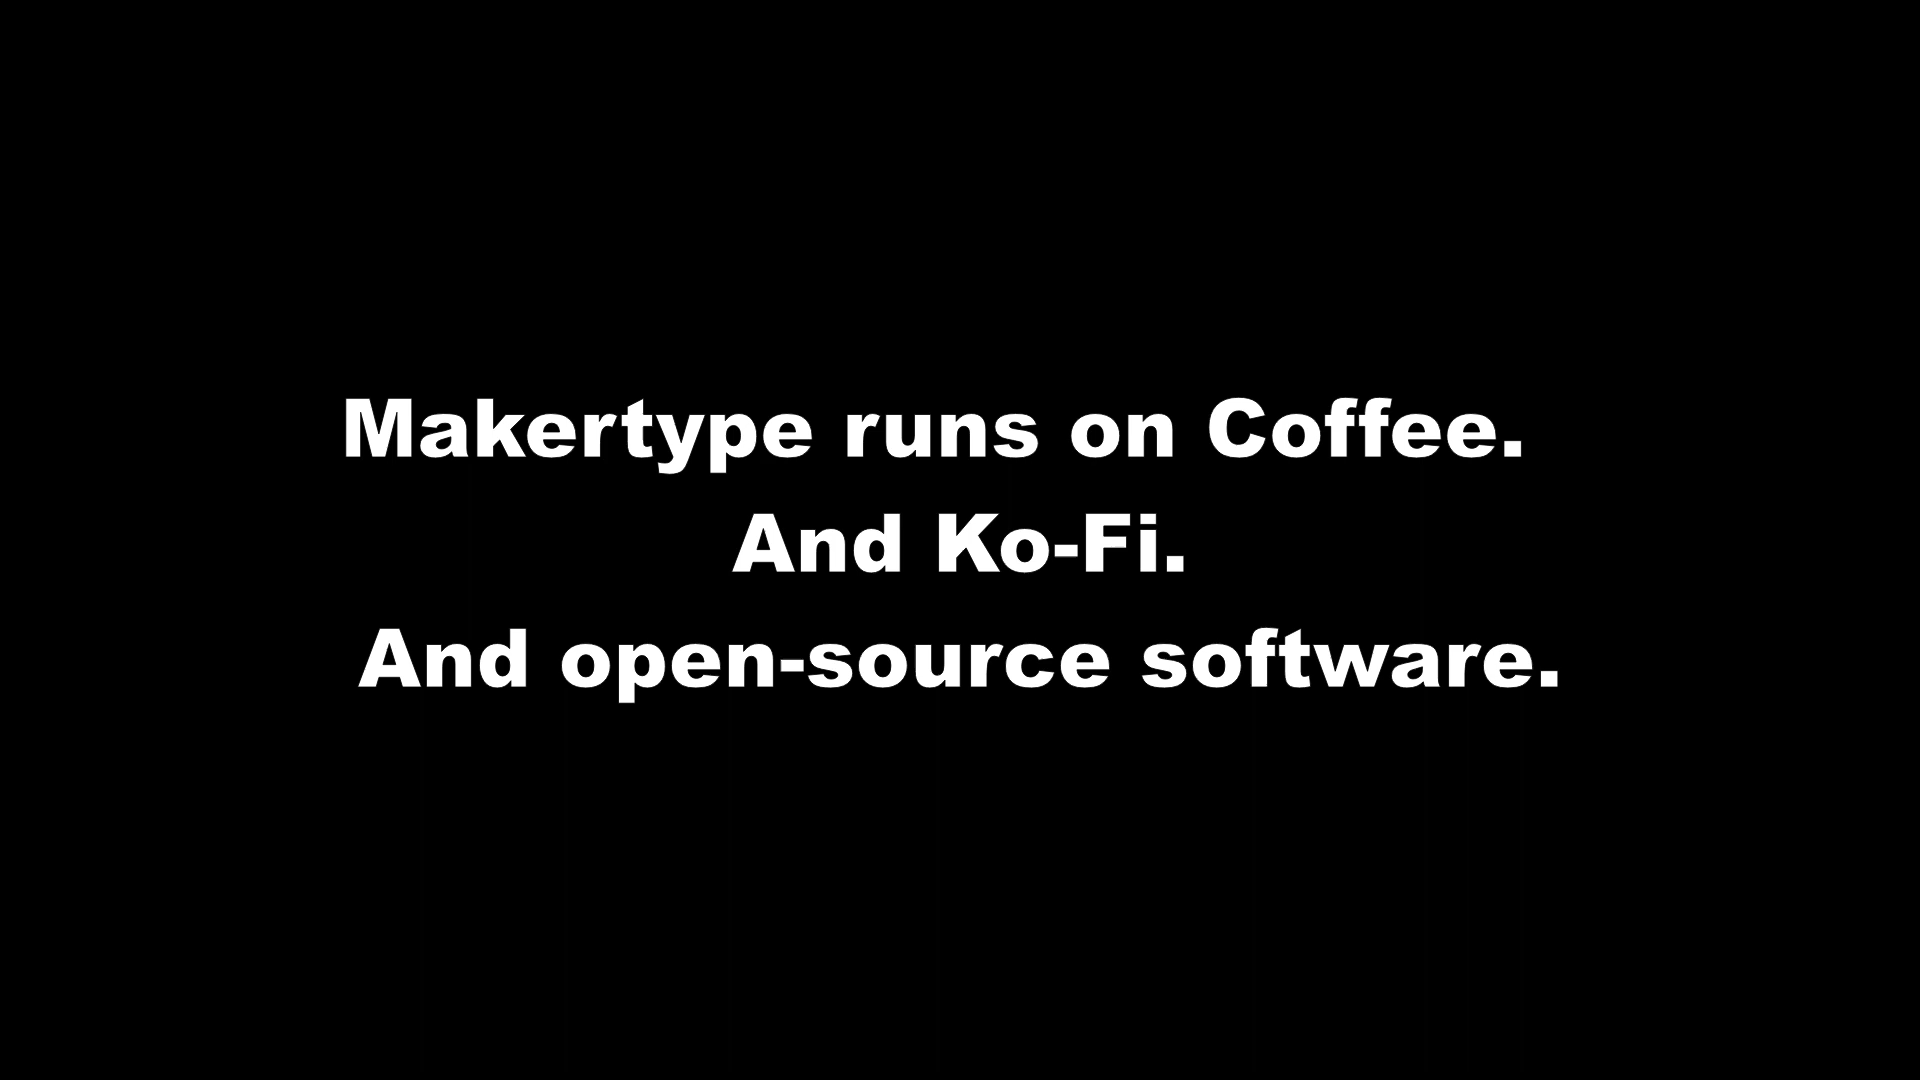 Makertype runs on Coffee.
And Ko-Fi.
And open-source software.